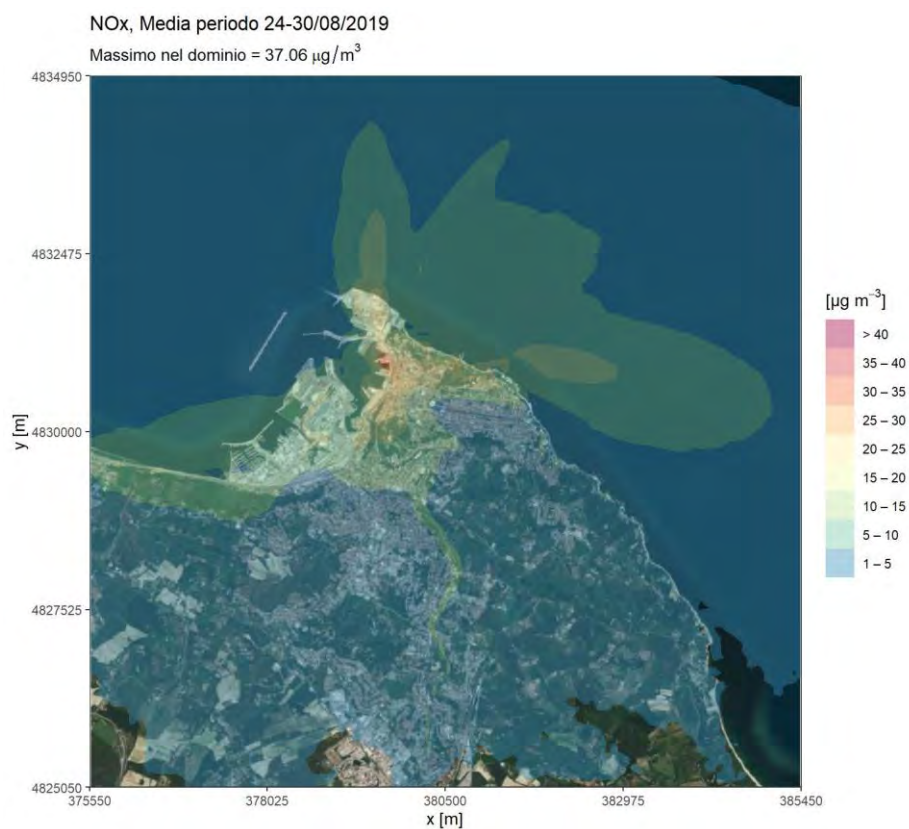 NOx, Media periodo 24-30/08/2019
Massimo nel dominio = 37.06 μg/m³
4834950
4832475
4830000
4827525
4825050
y [m]
375550 378025 380500 382975 385450
x [m]
[μg m⁻³]
> 40
35 – 40
30 – 35
25 – 30
20 – 25
15 – 20
10 – 15
5 – 10
1 – 5